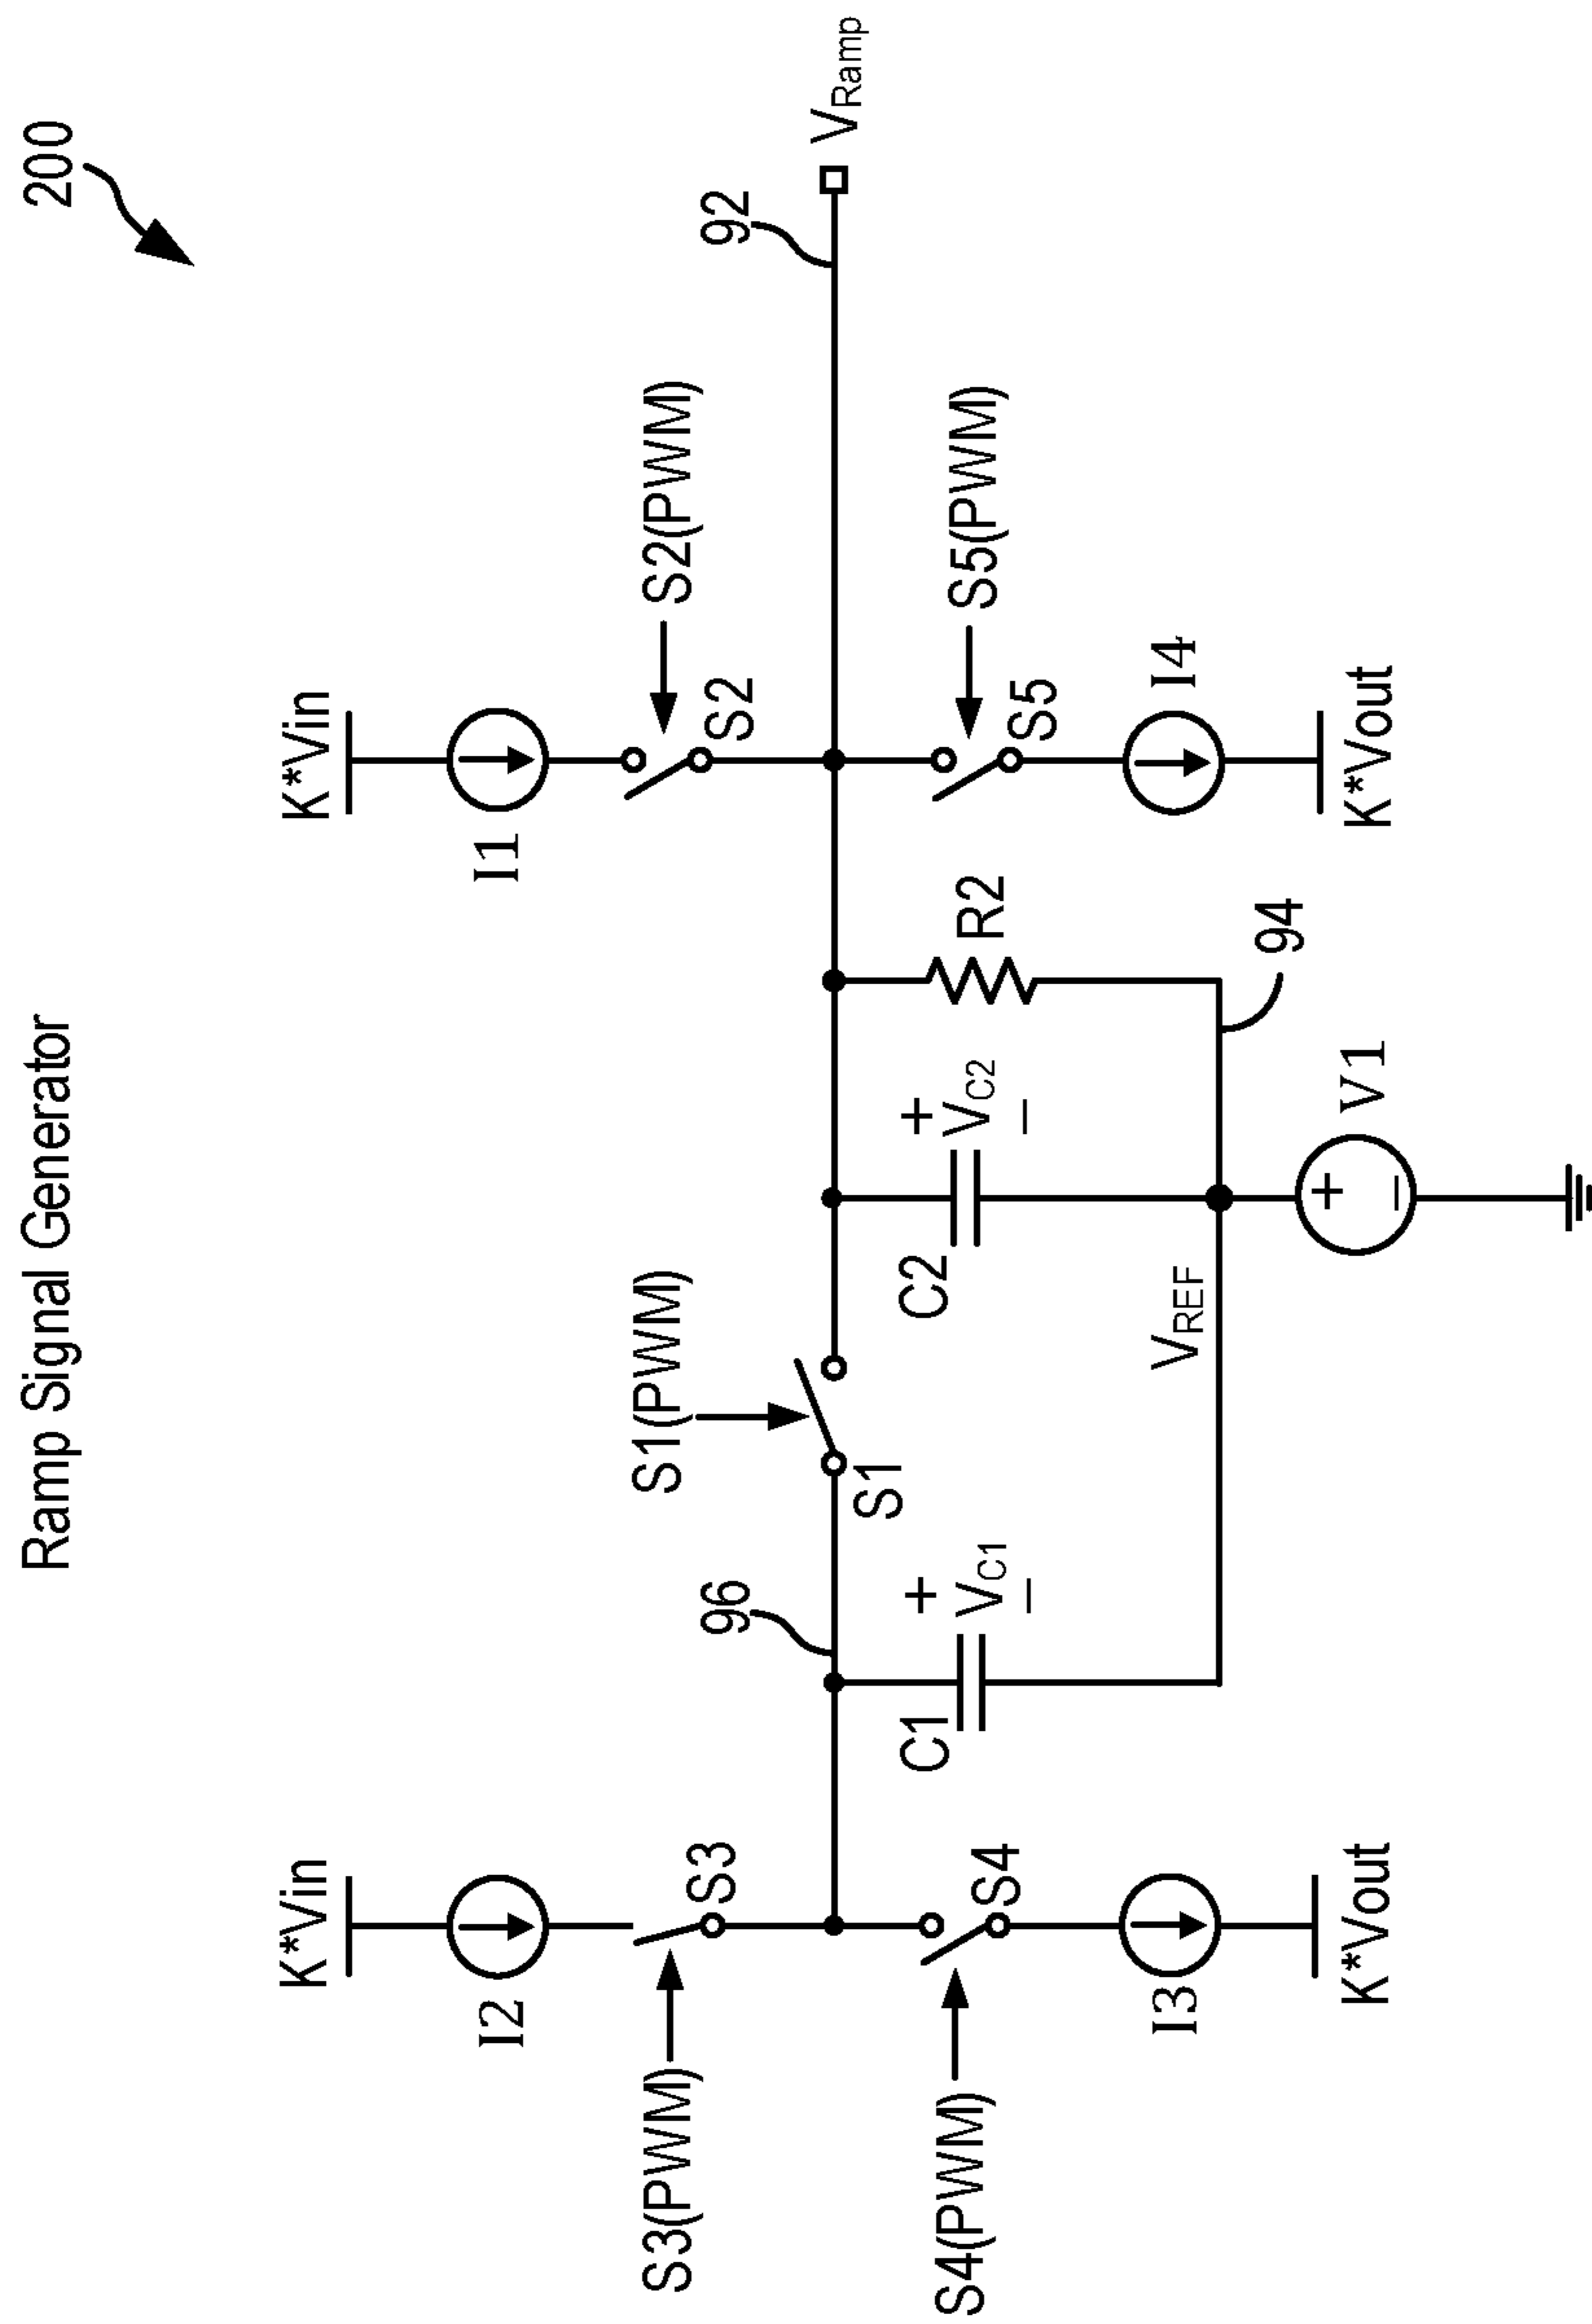 Ramp Signal Generator
200
K*Vin
K*Vin
I2
I1
S3(PWM)
S3
S1(PWM)
S2(PWM)
S2
96
92
VRamp
S1
C1
+
VC1
–
C2
+
VC2
–
R2
S4(PWM)
S4
S5(PWM)
S5
VREF
94
I3
I4
V1
+
–
K*Vout
K*Vout